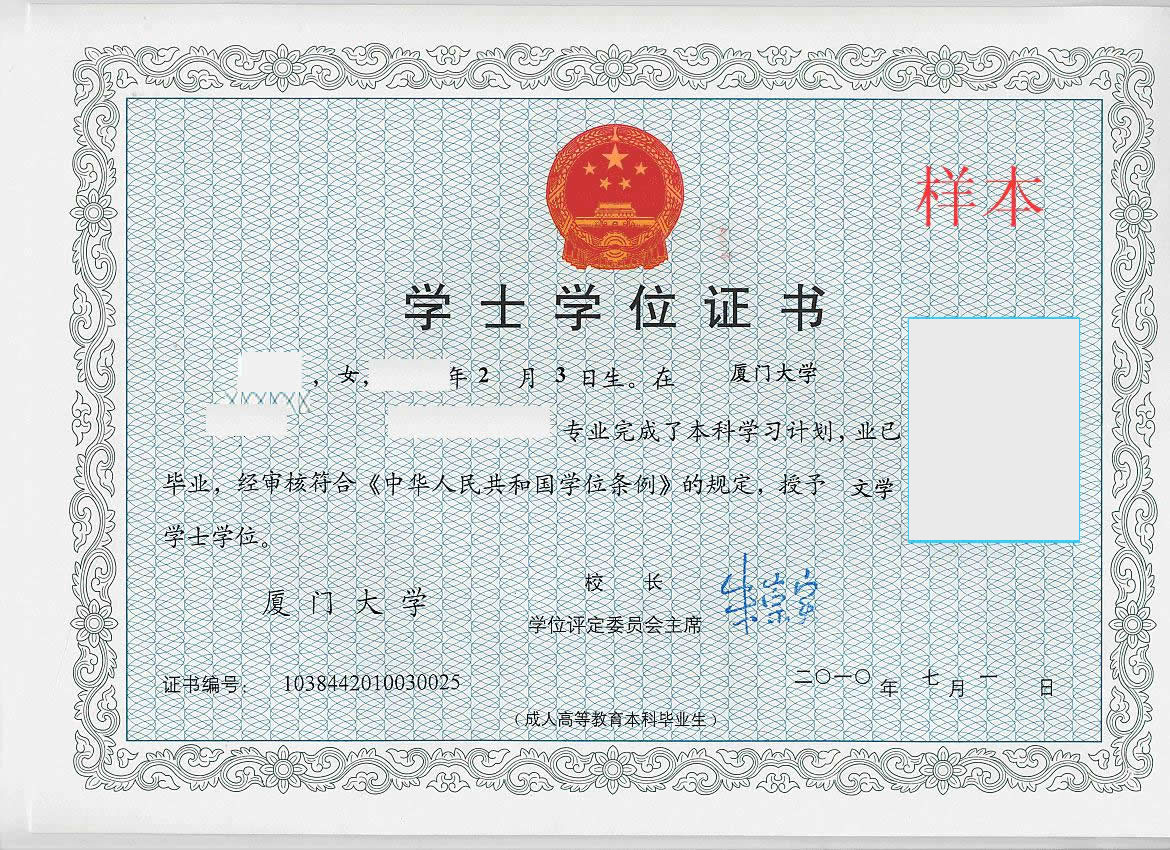 样本
学士学位证书
，女，年 2 月 3 日生。在 厦门大学
专业完成了本科学习计划，业已
毕业，经审核符合《中华人民共和国学位条例》的规定，授予 文学
学士学位。
厦门大学
校 长
学位评定委员会主席
朱崇实
证书编号： 1038442010030025
二〇一〇年 七月 一 日
（成人高等教育本科毕业生）